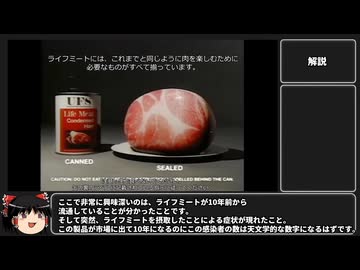 ライフミートには、これまでと同じように肉を楽しむために
必要なものがすべて揃っています。
解説
UFS
Life Meat
Condensed
CANNED
SEALED
CAUTION: DO NOT EAT
BEHIND THE CAN.
ここで非常に興味深いのは、ライフミートが10年前から
流通していることが分かったことです。
そして突然、ライフミートを摂取したことによる症状が現れたこと。
この製品が市場に出て10年になるのにこの感染者の数は天文学的な数字になるはずです。